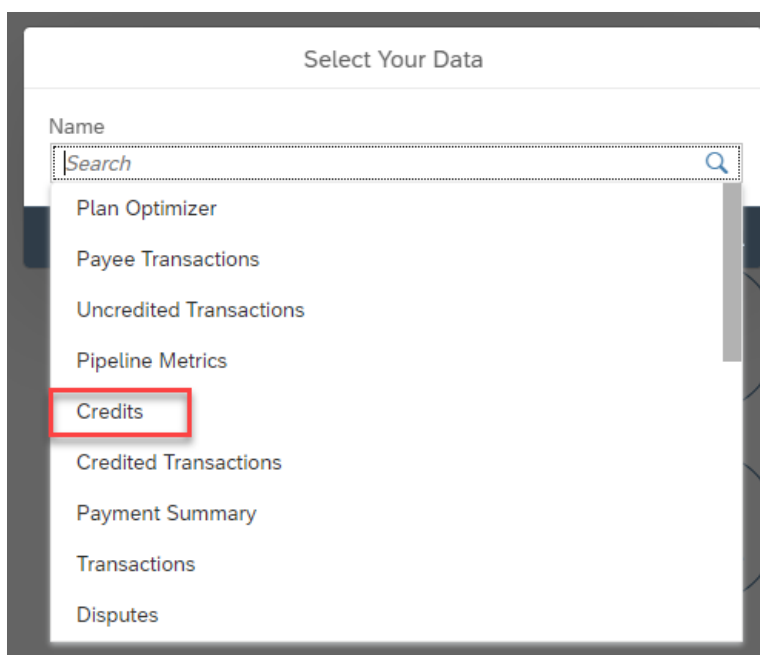 Select Your Data
Name
Search
Plan Optimizer
Payee Transactions
Uncredited Transactions
Pipeline Metrics
Credits
Credited Transactions
Payment Summary
Transactions
Disputes